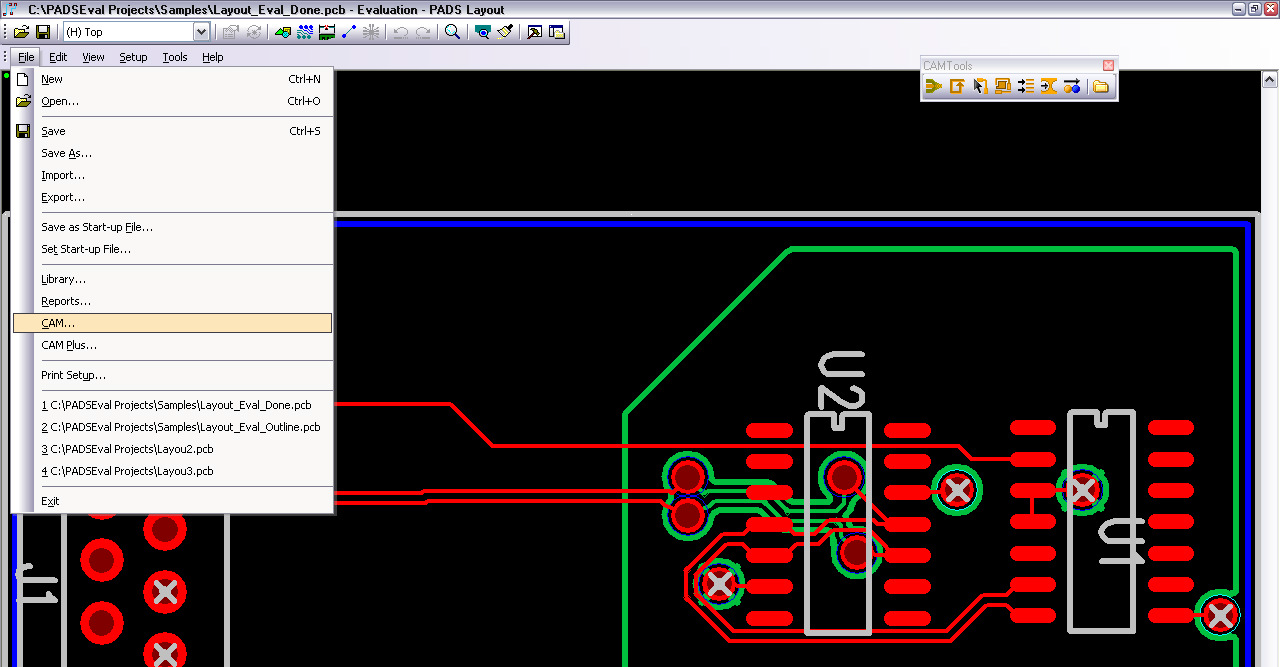 C:\PADSEval Projects\Samples\Layout_Eval_Done.pcb - Evaluation - PADS Layout
(H) Top
File Edit View Setup Tools Help
CAMTools
New Ctrl+N
Open... Ctrl+O
Save Ctrl+S
Save As...
Import...
Export...
Save as Start-up File...
Set Start-up File...
Library...
Reports...
CAM...
CAM Plus...
Print Setup...
1 C:\PADSEval Projects\Samples\Layout_Eval_Done.pcb
2 C:\PADSEval Projects\Samples\Layout_Eval_Outline.pcb
3 C:\PADSEval Projects\Layou2.pcb
4 C:\PADSEval Projects\Layou3.pcb
Exit
U2
U1
J1